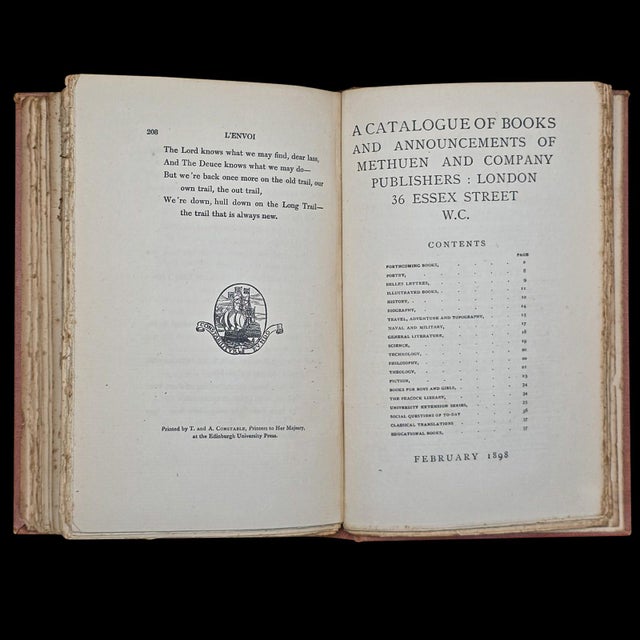 208 L'ENVOI
The Lord knows what we may find, dear lass,
And The Deuce knows what we may do—
But we're back once more on the old trail, our
own trail, the out trail,
We're down, hull down on the Long Trail—
the trail that is always new.
Printed by T. and A. CONSTABLE, Printers to Her Majesty,
at the Edinburgh University Press.
A CATALOGUE OF BOOKS
AND ANNOUNCEMENTS OF
METHUEN AND COMPANY
PUBLISHERS : LONDON
36 ESSEX STREET
W.C.
CONTENTS
PAGE
FORTHCOMING BOOKS,
POETRY,
BELLES LETTRES,
ILLUSTRATED BOOKS,
HISTORY,
BIOGRAPHY,
TRAVEL, ADVENTURE AND TOPOGRAPHY,
NAVAL AND MILITARY,
GENERAL LITERATURE,
SCIENCE,
TECHNOLOGY,
PHILOSOPHY,
THEOLOGY,
FICTION,
BOOKS FOR BOYS AND GIRLS,
THE PEACOCK LIBRARY,
UNIVERSITY EXTENSION SERIES,
SOCIAL QUESTIONS OF TO-DAY
CLASSICAL TRANSLATIONS
EDUCATIONAL BOOKS,
FEBRUARY 1898